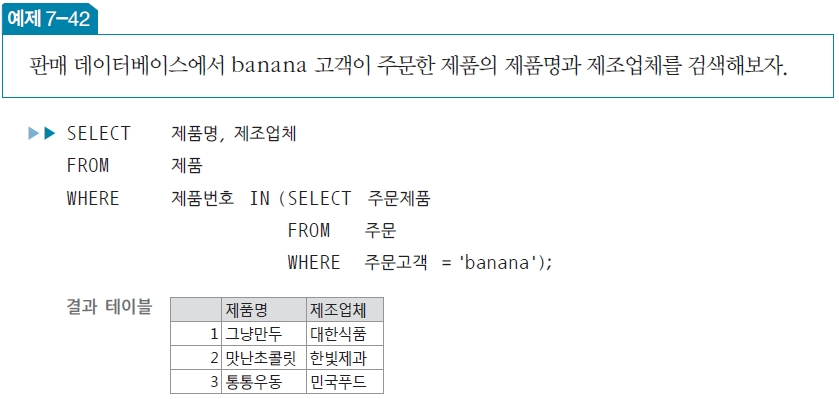 예제 7-42
판매 데이터베이스에서 banana 고객이 주문한 제품의 제품명과 제조업체를 검색해보자.
SELECT 제품명, 제조업체
FROM 제품
WHERE 제품번호 IN (SELECT 주문제품
FROM 주문
WHERE 주문고객 = 'banana');
결과 테이블
제품명 제조업체
1 그냥만두 대한식품
2 맛난초콜릿 한빛제과
3 통통우동 민국푸드